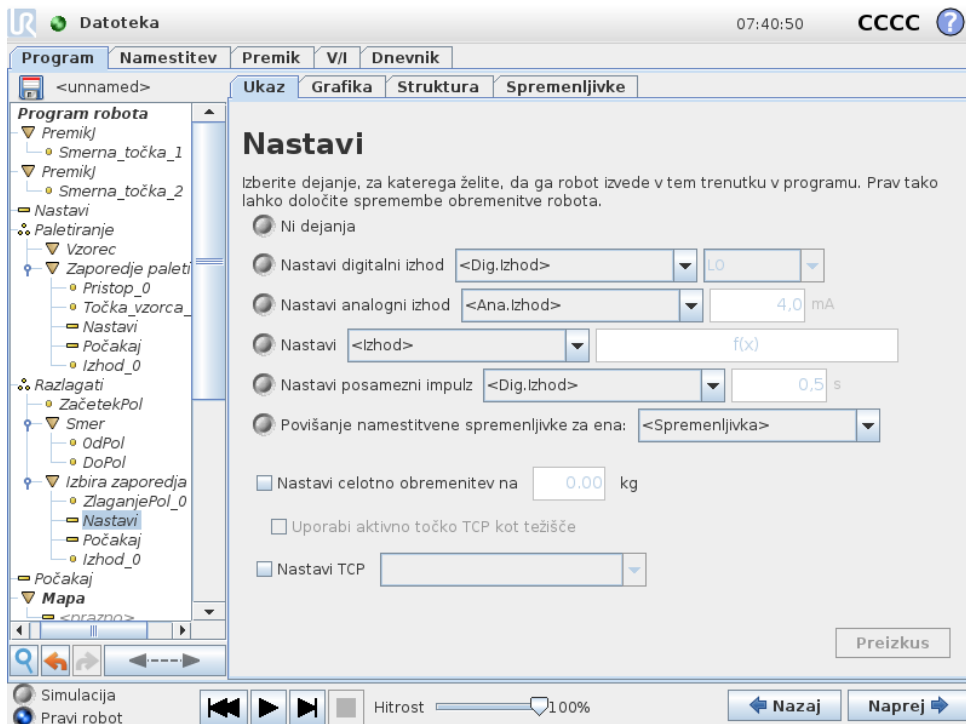 UR Datoteka 07:40:50 CCCC ?
Program Namestitev Premik V/I Dnevnik
<unnamed>
Ukaz Grafika Struktura Spremenljivke
Program robota
PremikJ
Smerna_točka_1
PremikJ
Smerna_točka_2
Nastavi
Paletiranje
Vzorec
Zaporedje paleti
Pristop_0
Točka_vzorca_
Nastavi
Počakaj
Izhod_0
Razlagati
ZačetekPol
Smer
OdPol
DoPol
Izbira zaporedja
ZlaganjePol_0
Nastavi
Počakaj
Izhod_0
Počakaj
Mapa
<prazno>
Nastavi
Izberite dejanje, za katerega želite, da ga robot izvede v tem trenutku v programu. Prav tako
lahko določite spremembe obremenitve robota.
Ni dejanja
Nastavi digitalni izhod <Dig.Izhod> LO
Nastavi analogni izhod <Ana.Izhod> 4,0 mA
Nastavi <Izhod> f(x)
Nastavi posamezni impulz <Dig.Izhod> 0,5 s
Povišanje namestitvene spremenljivke za ena: <Spremenljivka>
Nastavi celotno obremenitev na 0.00 kg
Uporabi aktivno točko TCP kot težišče
Nastavi TCP
Preizkus
Simulacija
Pravi robot
Hitrost 100%
Nazaj Naprej